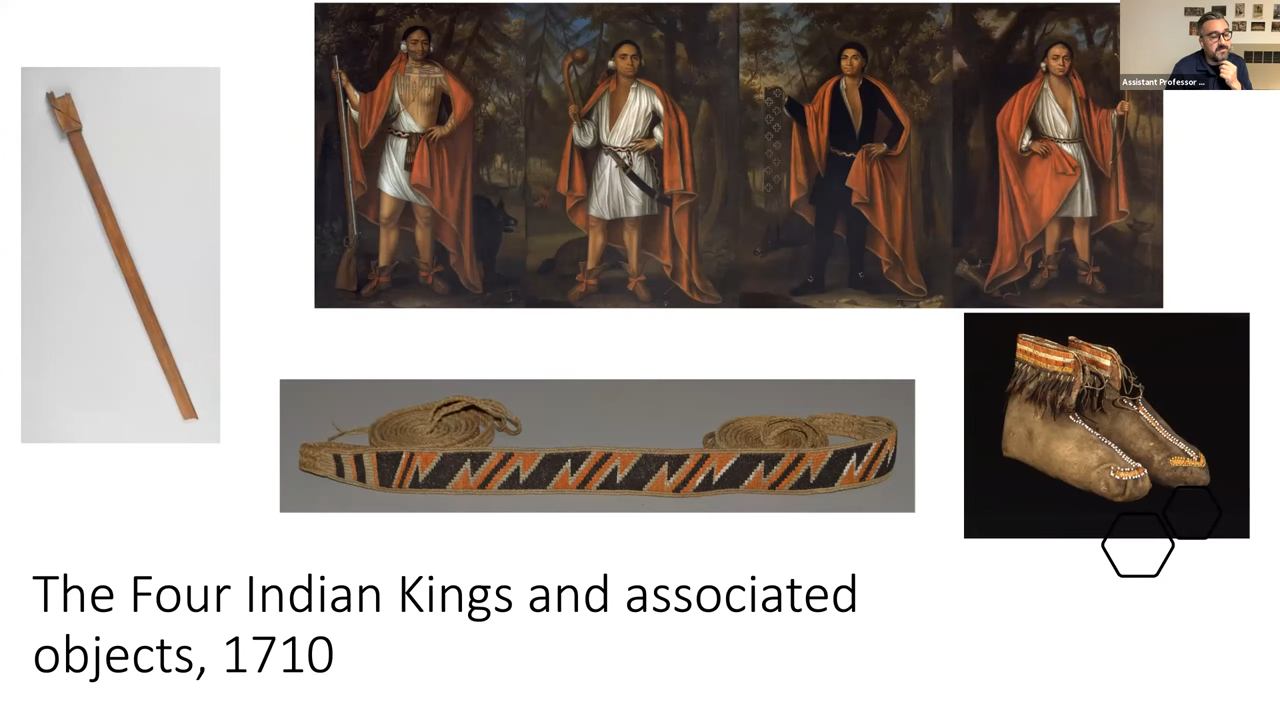 Assistant Professor ...
The Four Indian Kings and associated
objects, 1710